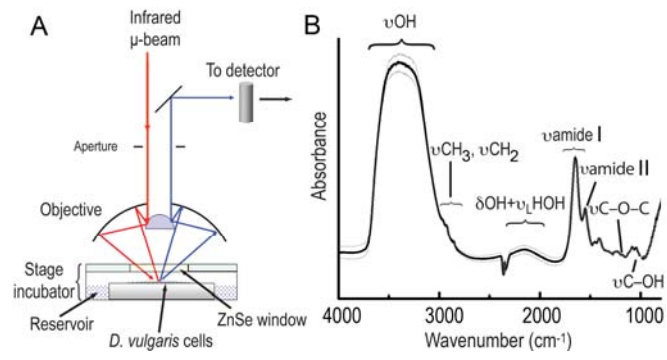 A
Infrared
μ-beam
To detector
Aperture
Objective
Stage
incubator
Reservoir
ZnSe window
D. vulgaris cells
B
Absorbance
υOH
υCH3, υCH2
δOH+υLHOH
υamide I
υamide II
υC–O–C
υC–OH
4000 3000 2000 1000
Wavenumber (cm-1)